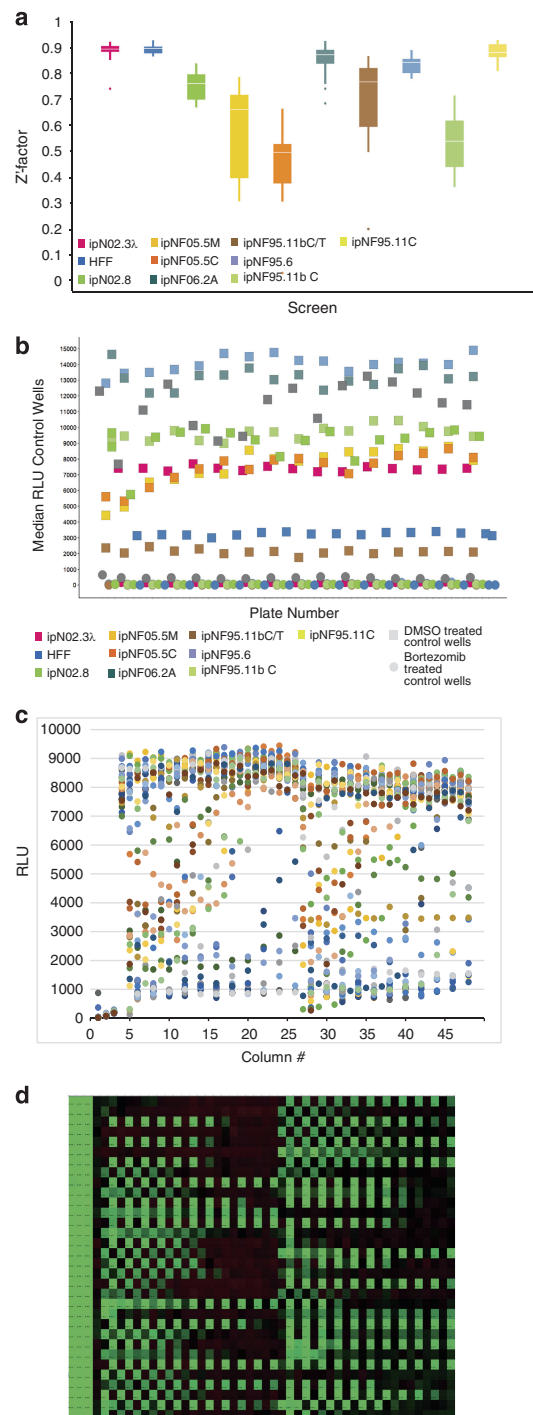 a
1
0.9
0.8
0.7
0.6
0.5
0.4
0.3
0.2
0.1
0
Z'-factor
ipN02.3λ
HFF
ipN02.8
ipNF05.5M
ipNF05.5C
ipNF06.2A
ipNF95.11bC/T
ipNF95.6
ipNF95.11b C
ipNF95.11C
Screen
b
15000
14000
13000
12000
11000
10000
9000
8000
7000
6000
5000
4000
3000
2000
1000
0
Median RLU Control Wells
Plate Number
ipN02.3λ
HFF
ipN02.8
ipNF05.5M
ipNF05.5C
ipNF06.2A
ipNF95.11bC/T
ipNF95.6
ipNF95.11b C
ipNF95.11C
DMSO treated
control wells
Bortezomib
treated
control wells
c
10000
9000
8000
7000
6000
5000
4000
3000
2000
1000
0
RLU
0 5 10 15 20 25 30 35 40 45
Column #
d